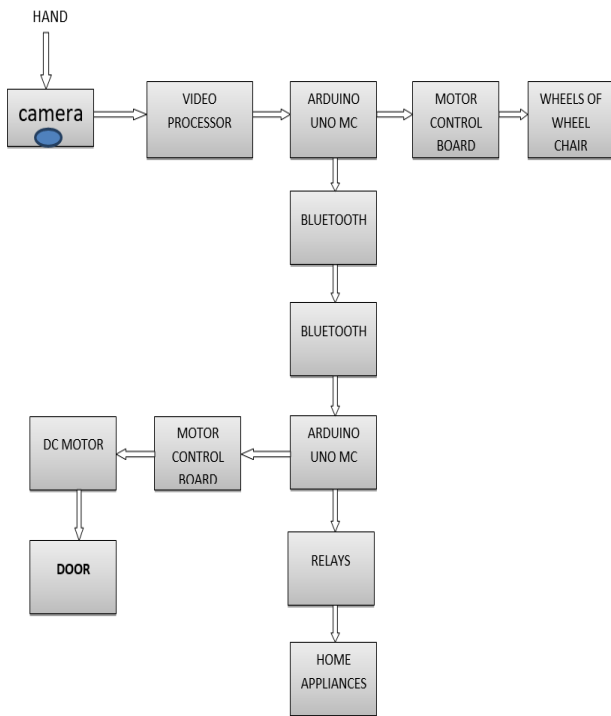 HAND
camera
VIDEO
PROCESSOR
ARDUINO
UNO MC
MOTOR
CONTROL
BOARD
WHEELS OF
WHEEL
CHAIR
BLUETOOTH
BLUETOOTH
DC MOTOR
MOTOR
CONTROL
BOARD
ARDUINO
UNO MC
DOOR
RELAYS
HOME
APPLIANCES